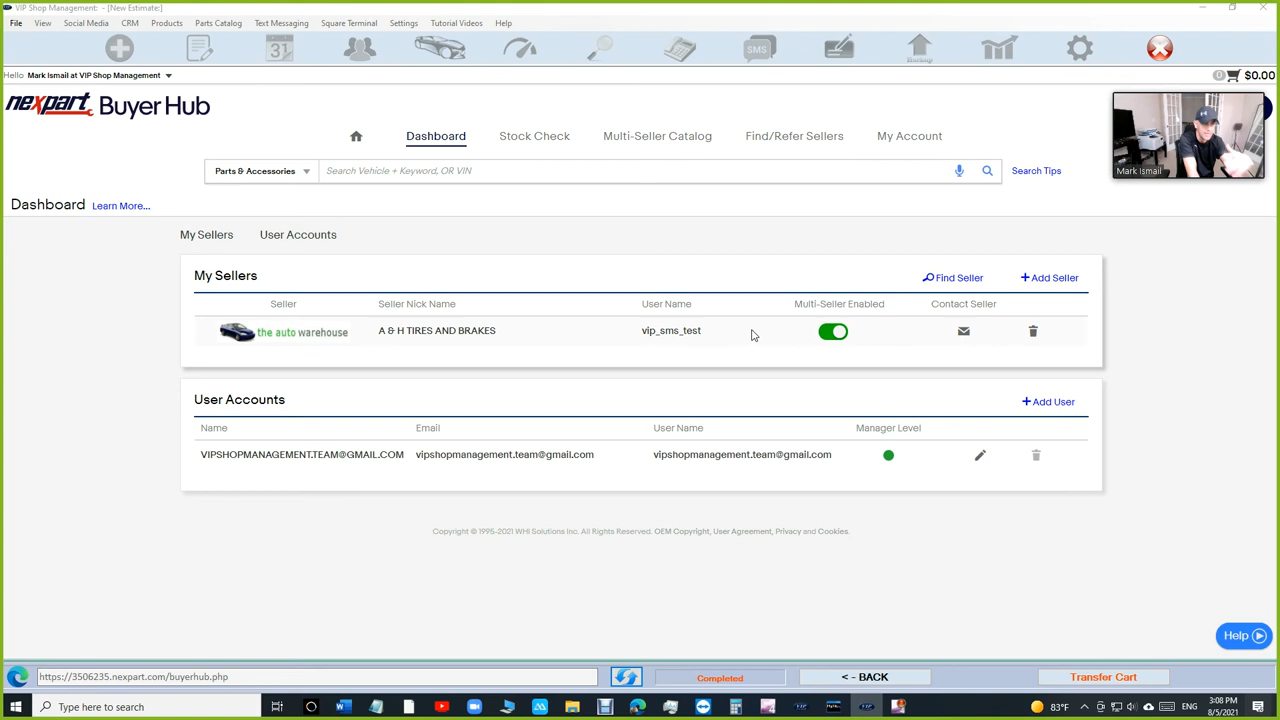 VIP Shop Management: - [New Estimate:]
File View Social Media CRM Products Parts Catalog Text Messaging Square Terminal Settings Tutorial Videos Help
31
SMS
Backup
Hello Mark Ismail at VIP Shop Management
0 $0.00
nexpart Buyer Hub
Dashboard Stock Check Multi-Seller Catalog Find/Refer Sellers My Account
Parts & Accessories Search Vehicle + Keyword, OR VIN Search Tips
Mark Ismail
Dashboard Learn More...
My Sellers User Accounts
My Sellers
Find Seller + Add Seller
Seller Seller Nick Name User Name Multi-Seller Enabled Contact Seller
the auto warehouse A & H TIRES AND BRAKES vip_sms_test
User Accounts
+ Add User
Name Email User Name Manager Level
VIPSHOPMANAGEMENT.TEAM@GMAIL.COM vipshopmanagement.team@gmail.com vipshopmanagement.team@gmail.com
Copyright © 1995-2021 WHI Solutions Inc. All Rights Reserved. OEM Copyright, User Agreement, Privacy and Cookies.
Help
https://3506235.nexpart.com/buyerhub.php Completed < - BACK Transfer Cart
Type here to search
83°F
3:08 PM
8/5/2021